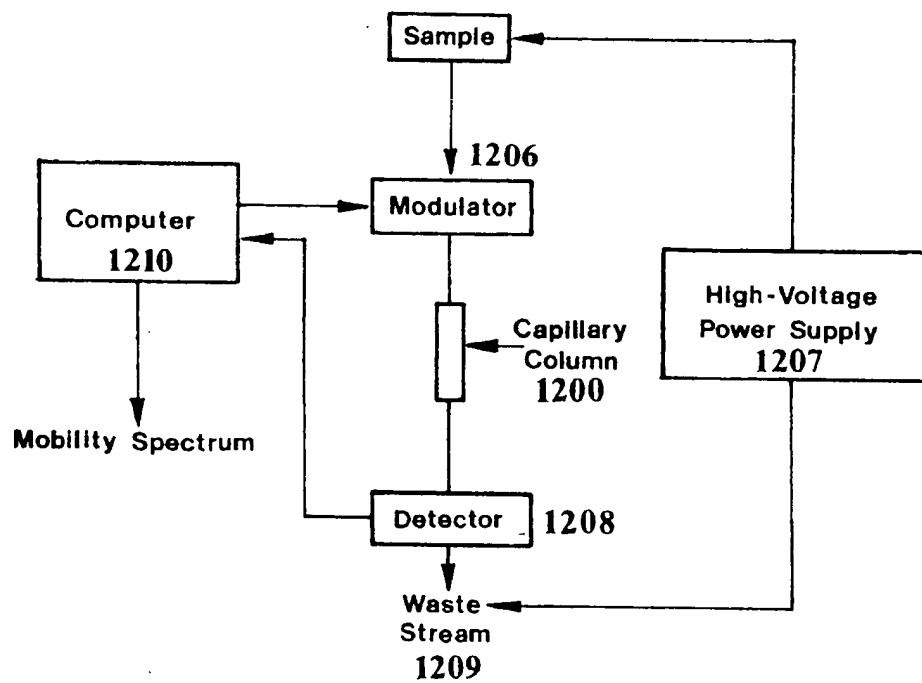 Sample
1206
Modulator
Computer
1210
High-Voltage
Power Supply
1207
Capillary
Column
1200
Mobility Spectrum
Detector
1208
Waste
Stream
1209